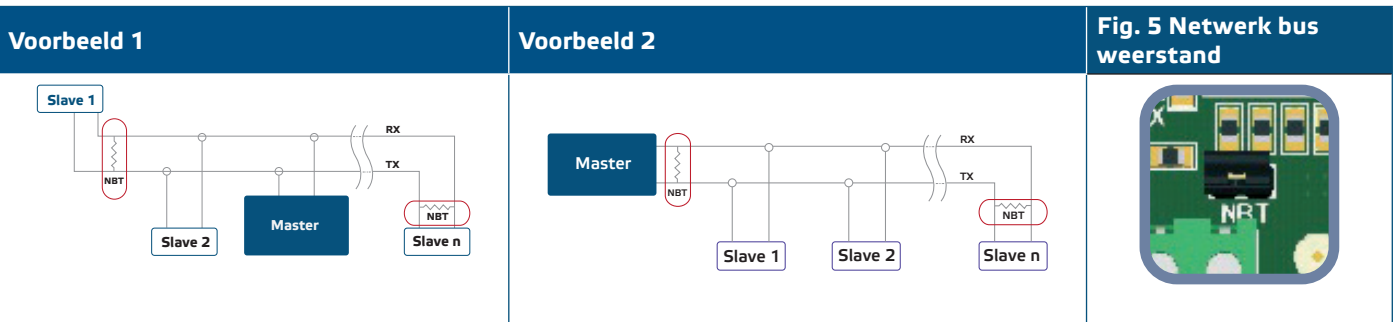 Voorbeeld 1
Voorbeeld 2
Fig. 5 Netwerk bus
weerstand
Slave 1
RX
TX
NBT
NBT
Slave 2
Master
Slave n
Master
RX
TX
NBT
NBT
Slave 1
Slave 2
Slave n
NBT